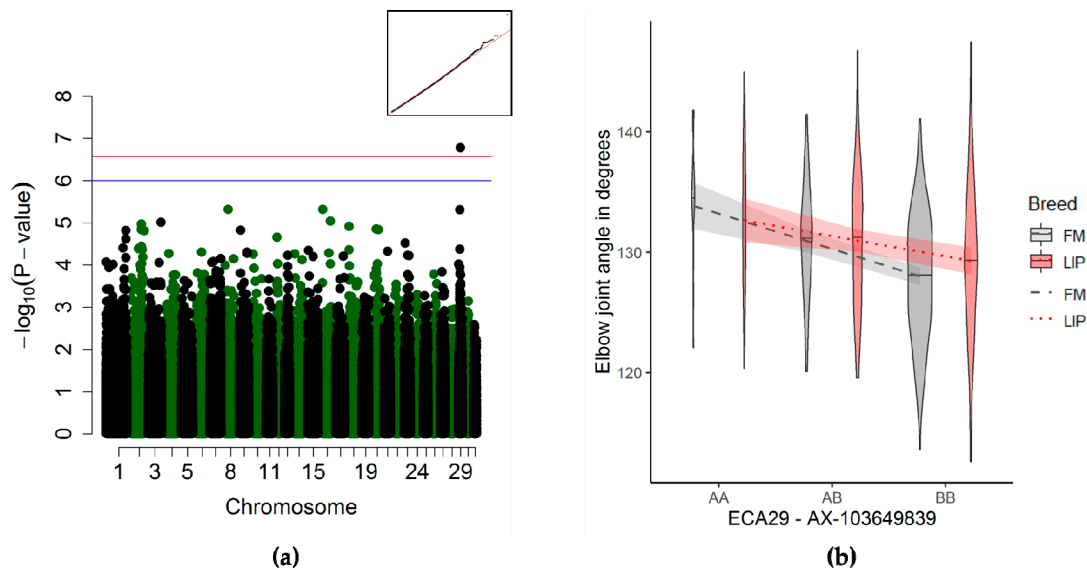 8
7
6
5
4
3
2
1
0
−log10(P − value)
1 3 5 8 11 15 19 24 29
Chromosome
(a)
140
130
120
Elbow joint angle in degrees
AA AB BB
ECA29 - AX-103649839
Breed
FM
LIP
FM
LIP
(b)